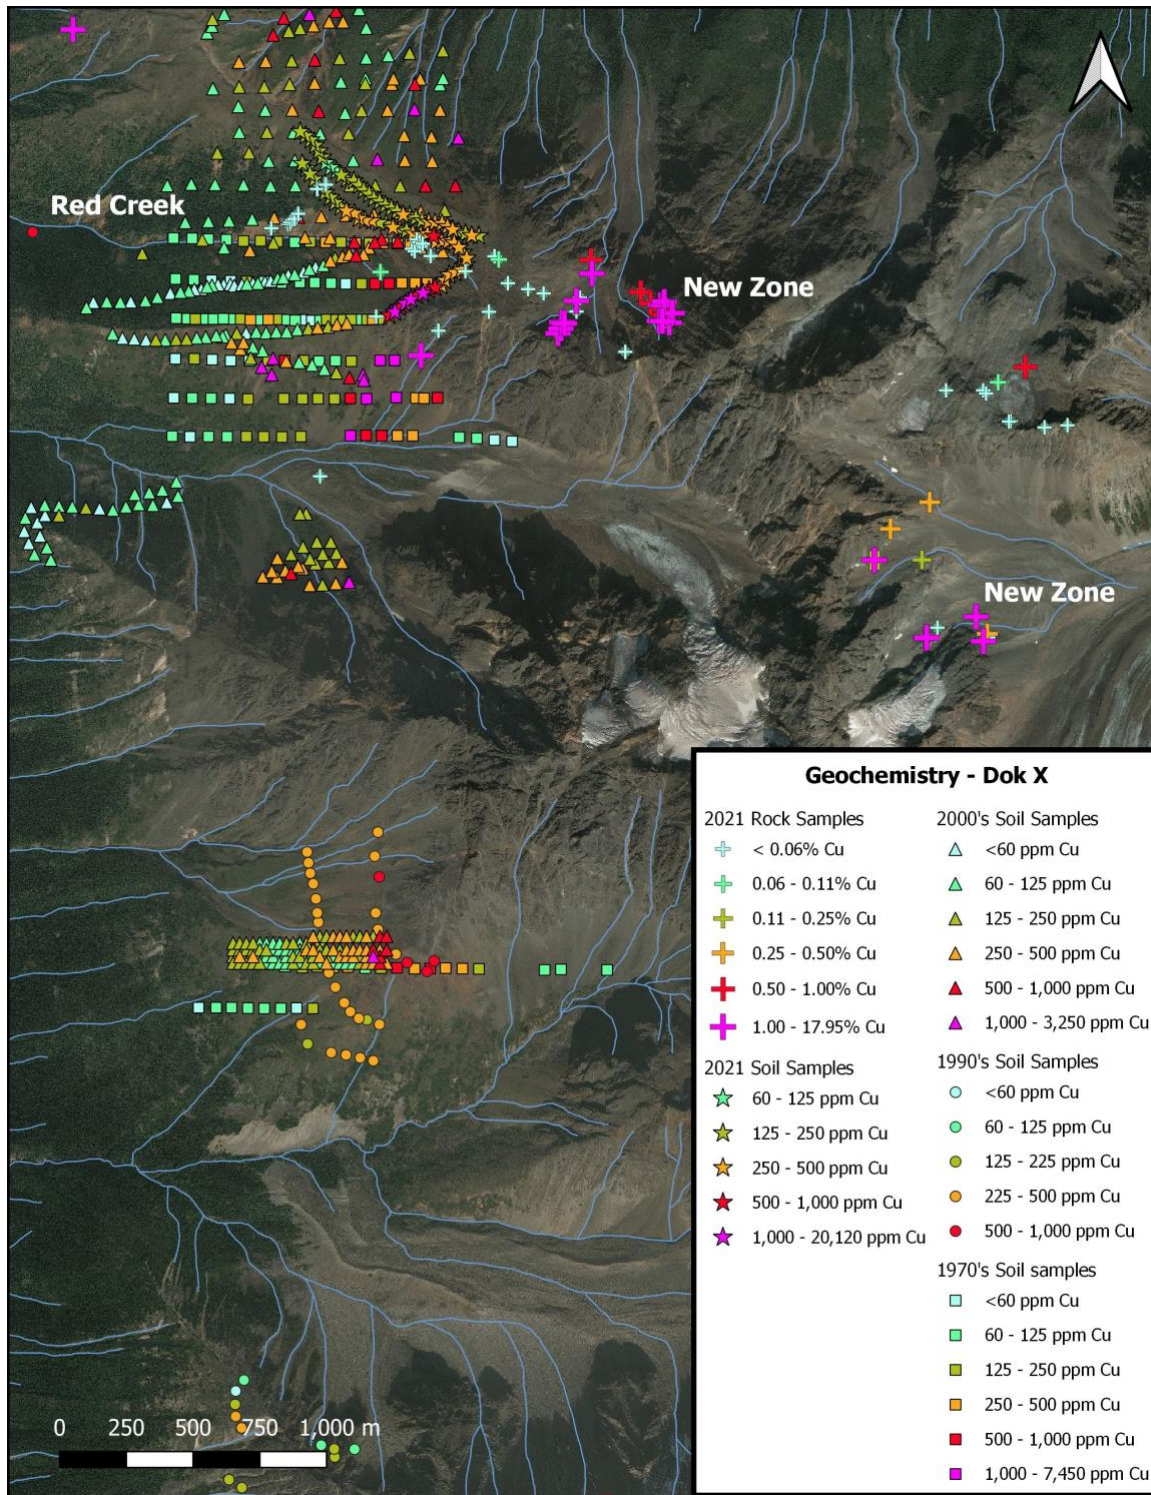 Red Creek
New Zone
New Zone
Geochemistry - Dok X
2021 Rock Samples
< 0.06% Cu
0.06 - 0.11% Cu
0.11 - 0.25% Cu
0.25 - 0.50% Cu
0.50 - 1.00% Cu
1.00 - 17.95% Cu
2021 Soil Samples
60 - 125 ppm Cu
125 - 250 ppm Cu
250 - 500 ppm Cu
500 - 1,000 ppm Cu
1,000 - 20,120 ppm Cu
2000's Soil Samples
<60 ppm Cu
60 - 125 ppm Cu
125 - 250 ppm Cu
250 - 500 ppm Cu
500 - 1,000 ppm Cu
1,000 - 3,250 ppm Cu
1990's Soil Samples
<60 ppm Cu
60 - 125 ppm Cu
125 - 225 ppm Cu
225 - 500 ppm Cu
500 - 1,000 ppm Cu
1970's Soil samples
<60 ppm Cu
60 - 125 ppm Cu
125 - 250 ppm Cu
250 - 500 ppm Cu
500 - 1,000 ppm Cu
1,000 - 7,450 ppm Cu
0 250 500 750 1,000 m